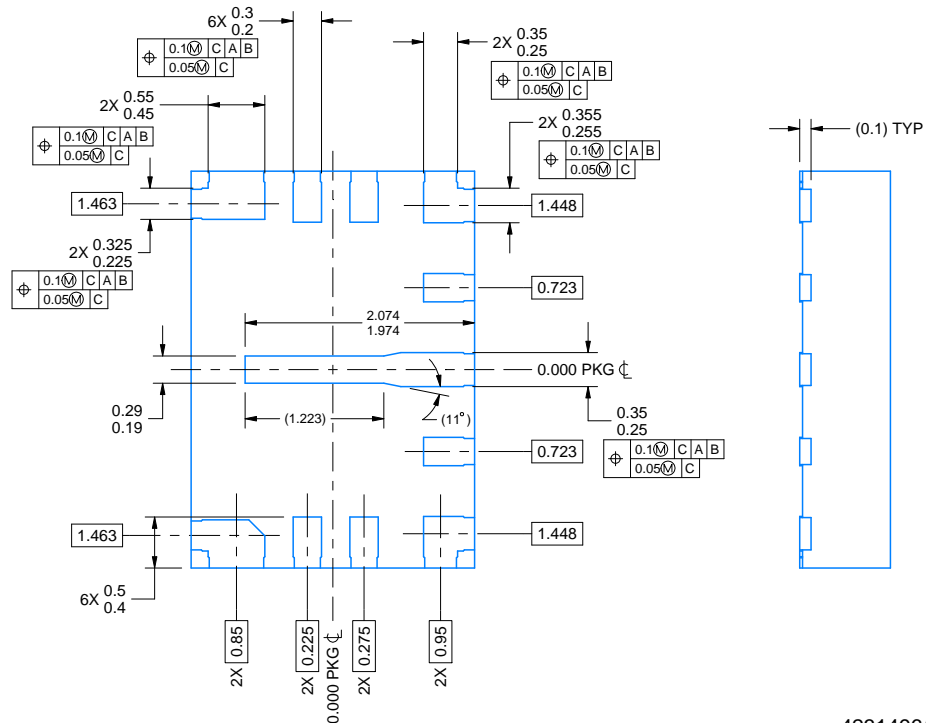 6X 0.3
0.2
0.1Ⓜ C A B
0.05Ⓜ C
2X 0.35
0.25
0.1Ⓜ C A B
0.05Ⓜ C
2X 0.55
0.45
0.1Ⓜ C A B
0.05Ⓜ C
2X 0.355
0.255
0.1Ⓜ C A B
0.05Ⓜ C
(0.1) TYP
1.463
1.448
2X 0.325
0.225
0.1Ⓜ C A B
0.05Ⓜ C
0.723
2.074
1.974
0.000 PKG ℄
0.29
0.19
(1.223)
(11°)
0.35
0.25
0.1Ⓜ C A B
0.05Ⓜ C
0.723
1.463
1.448
6X 0.5
0.4
2X 0.85
2X 0.225
0.000 PKG ℄
2X 0.275
2X 0.95